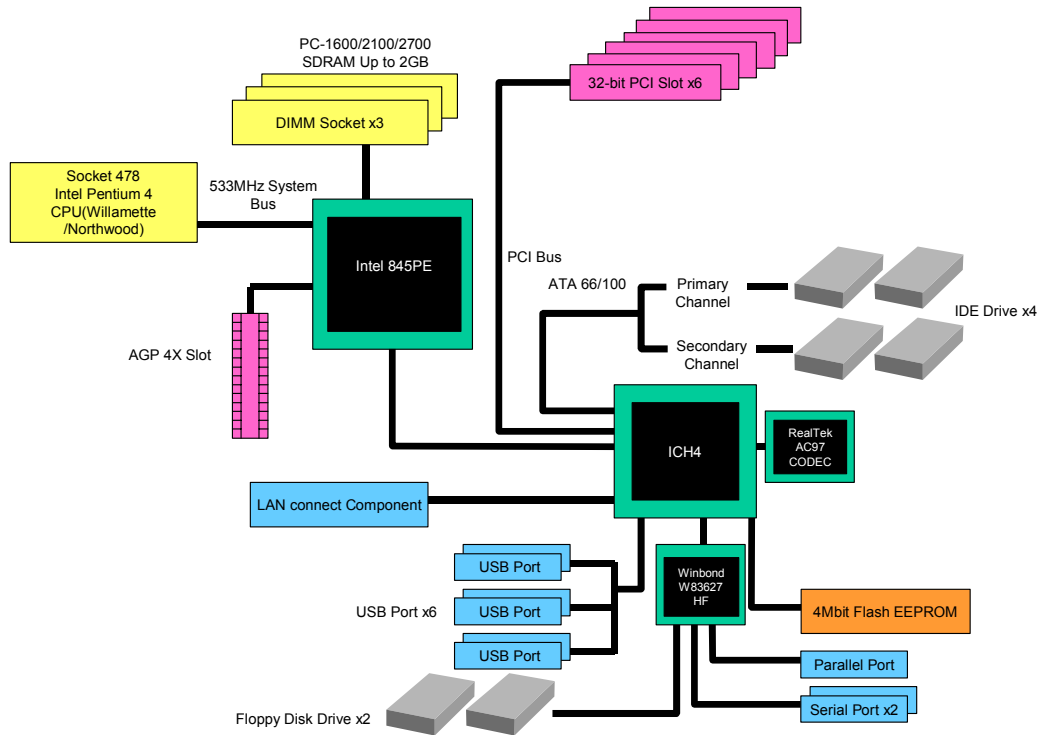 PC-1600/2100/2700
SDRAM Up to 2GB
DIMM Socket x3
32-bit PCI Slot x6
Socket 478
Intel Pentium 4
CPU(Willamette
/Northwood)
533MHz System
Bus
Intel 845PE
PCI Bus
ATA 66/100
Primary
Channel
IDE Drive x4
Secondary
Channel
AGP 4X Slot
ICH4
RealTek
AC97
CODEC
LAN connect Component
USB Port
USB Port x6
USB Port
USB Port
Winbond
W83627
HF
4Mbit Flash EEPROM
Parallel Port
Serial Port x2
Floppy Disk Drive x2